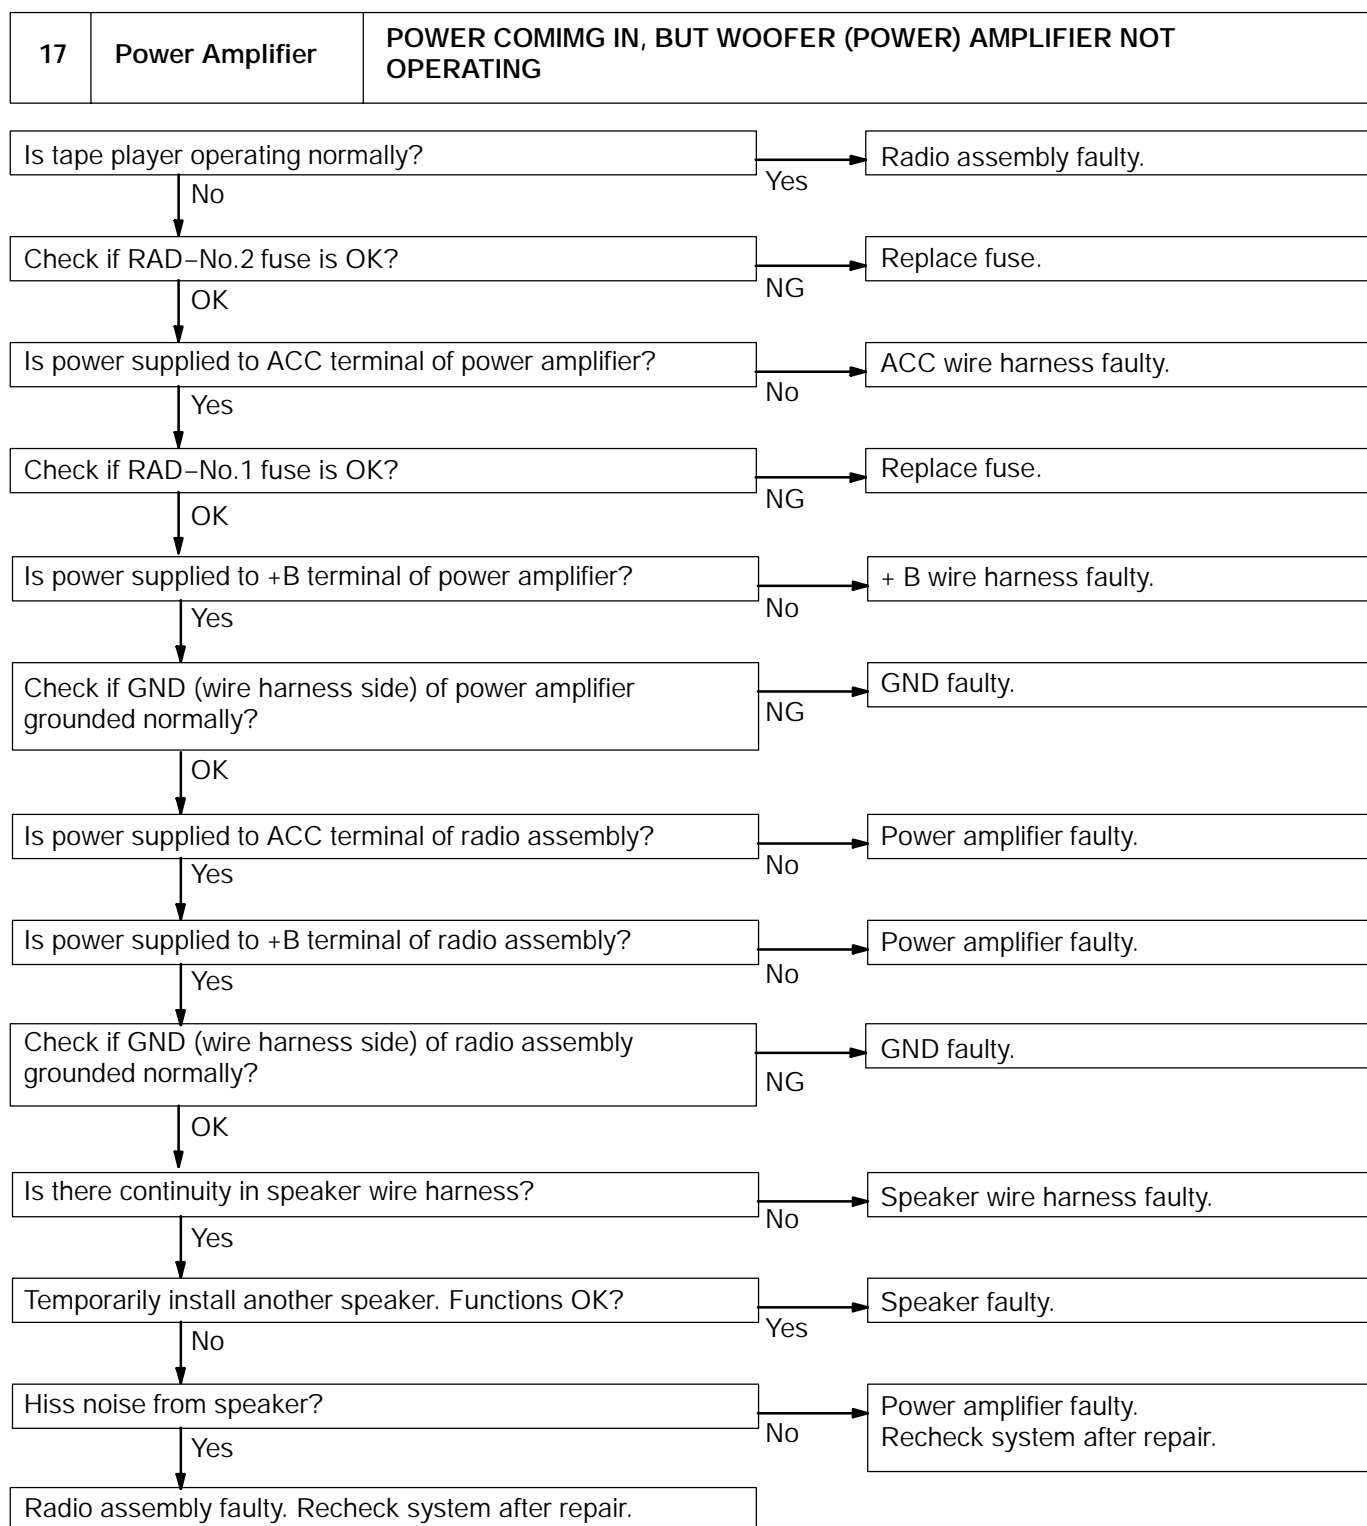 17
Power Amplifier
POWER COMIMG IN, BUT WOOFER (POWER) AMPLIFIER NOT
OPERATING
Is tape player operating normally?
Yes
Radio assembly faulty.
No
Check if RAD–No.2 fuse is OK?
NG
Replace fuse.
OK
Is power supplied to ACC terminal of power amplifier?
No
ACC wire harness faulty.
Yes
Check if RAD–No.1 fuse is OK?
NG
Replace fuse.
OK
Is power supplied to +B terminal of power amplifier?
No
+ B wire harness faulty.
Yes
Check if GND (wire harness side) of power amplifier
grounded normally?
NG
GND faulty.
OK
Is power supplied to ACC terminal of radio assembly?
No
Power amplifier faulty.
Yes
Is power supplied to +B terminal of radio assembly?
No
Power amplifier faulty.
Yes
Check if GND (wire harness side) of radio assembly
grounded normally?
NG
GND faulty.
OK
Is there continuity in speaker wire harness?
No
Speaker wire harness faulty.
Yes
Temporarily install another speaker. Functions OK?
Yes
Speaker faulty.
No
Hiss noise from speaker?
No
Power amplifier faulty.
Recheck system after repair.
Yes
Radio assembly faulty. Recheck system after repair.